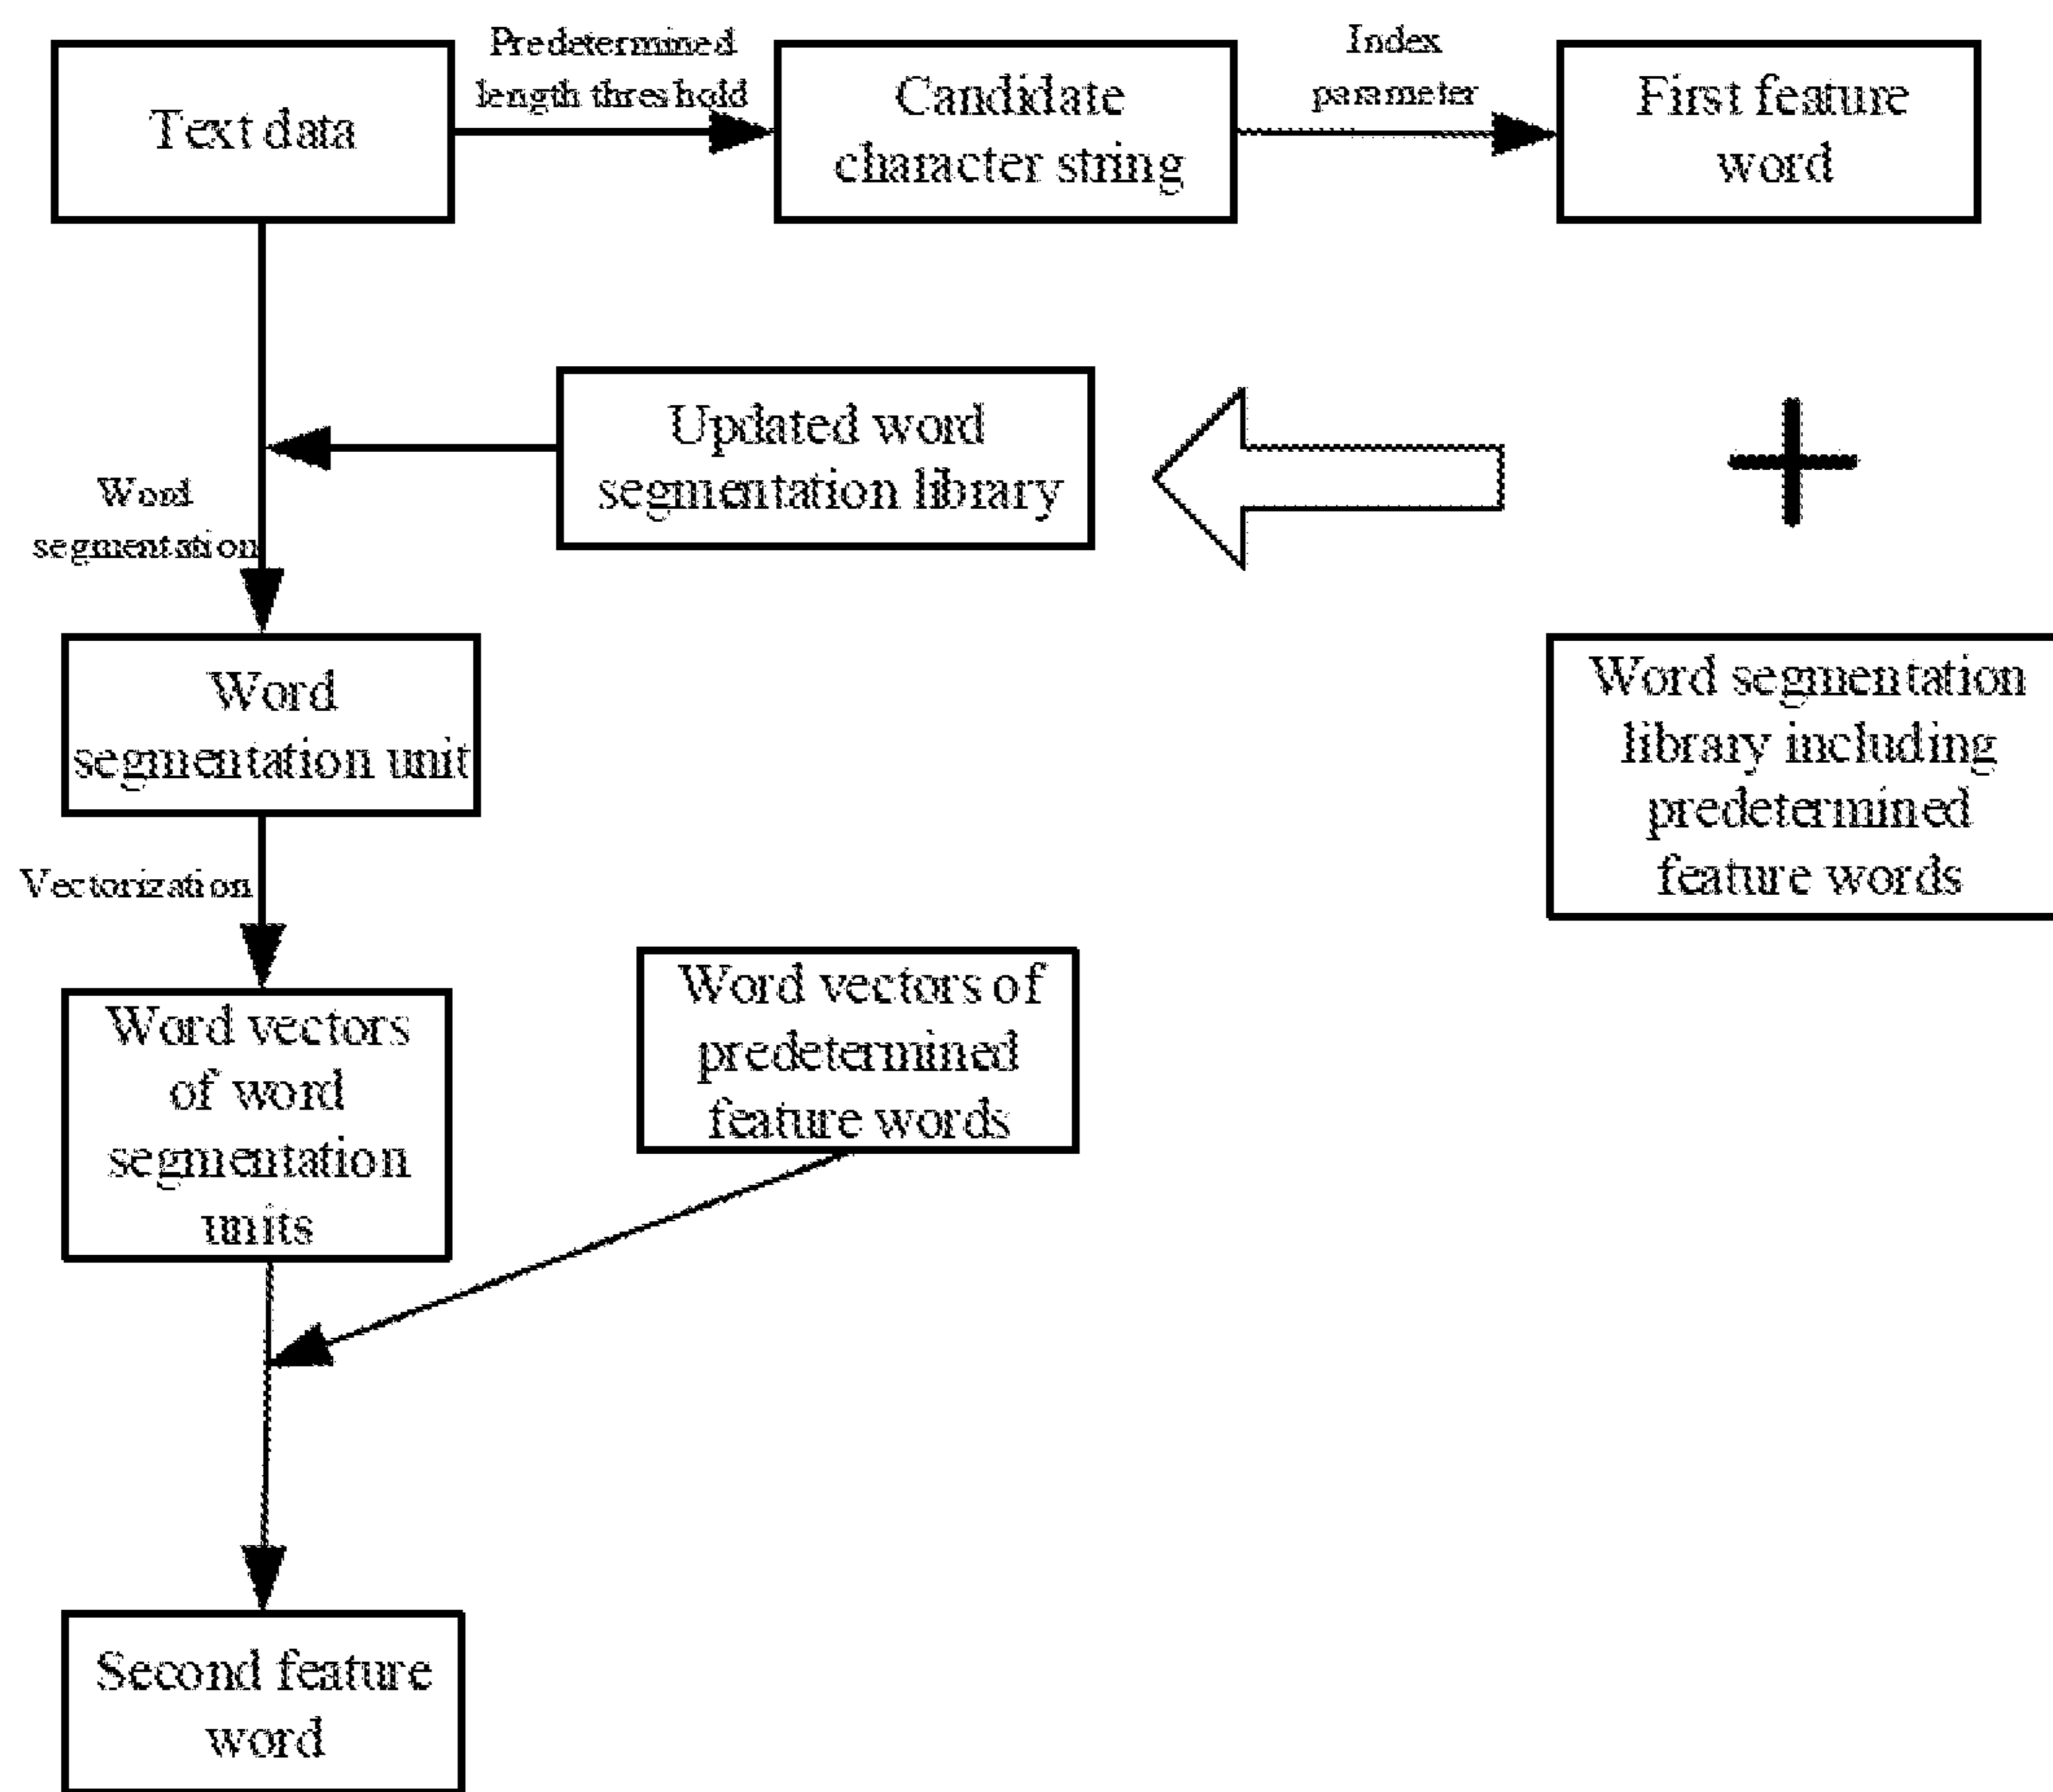 Text data
Predetermined
length threshold
Candidate
character string
Index
parameter
First feature
word
Updated word
segmentation library
Word
segmentation
Word
segmentation unit
Word segmentation
library including
predetermined
feature words
Vectorization
Word vectors
of word
segmentation
units
Word vectors of
predetermined
feature words
Second feature
word